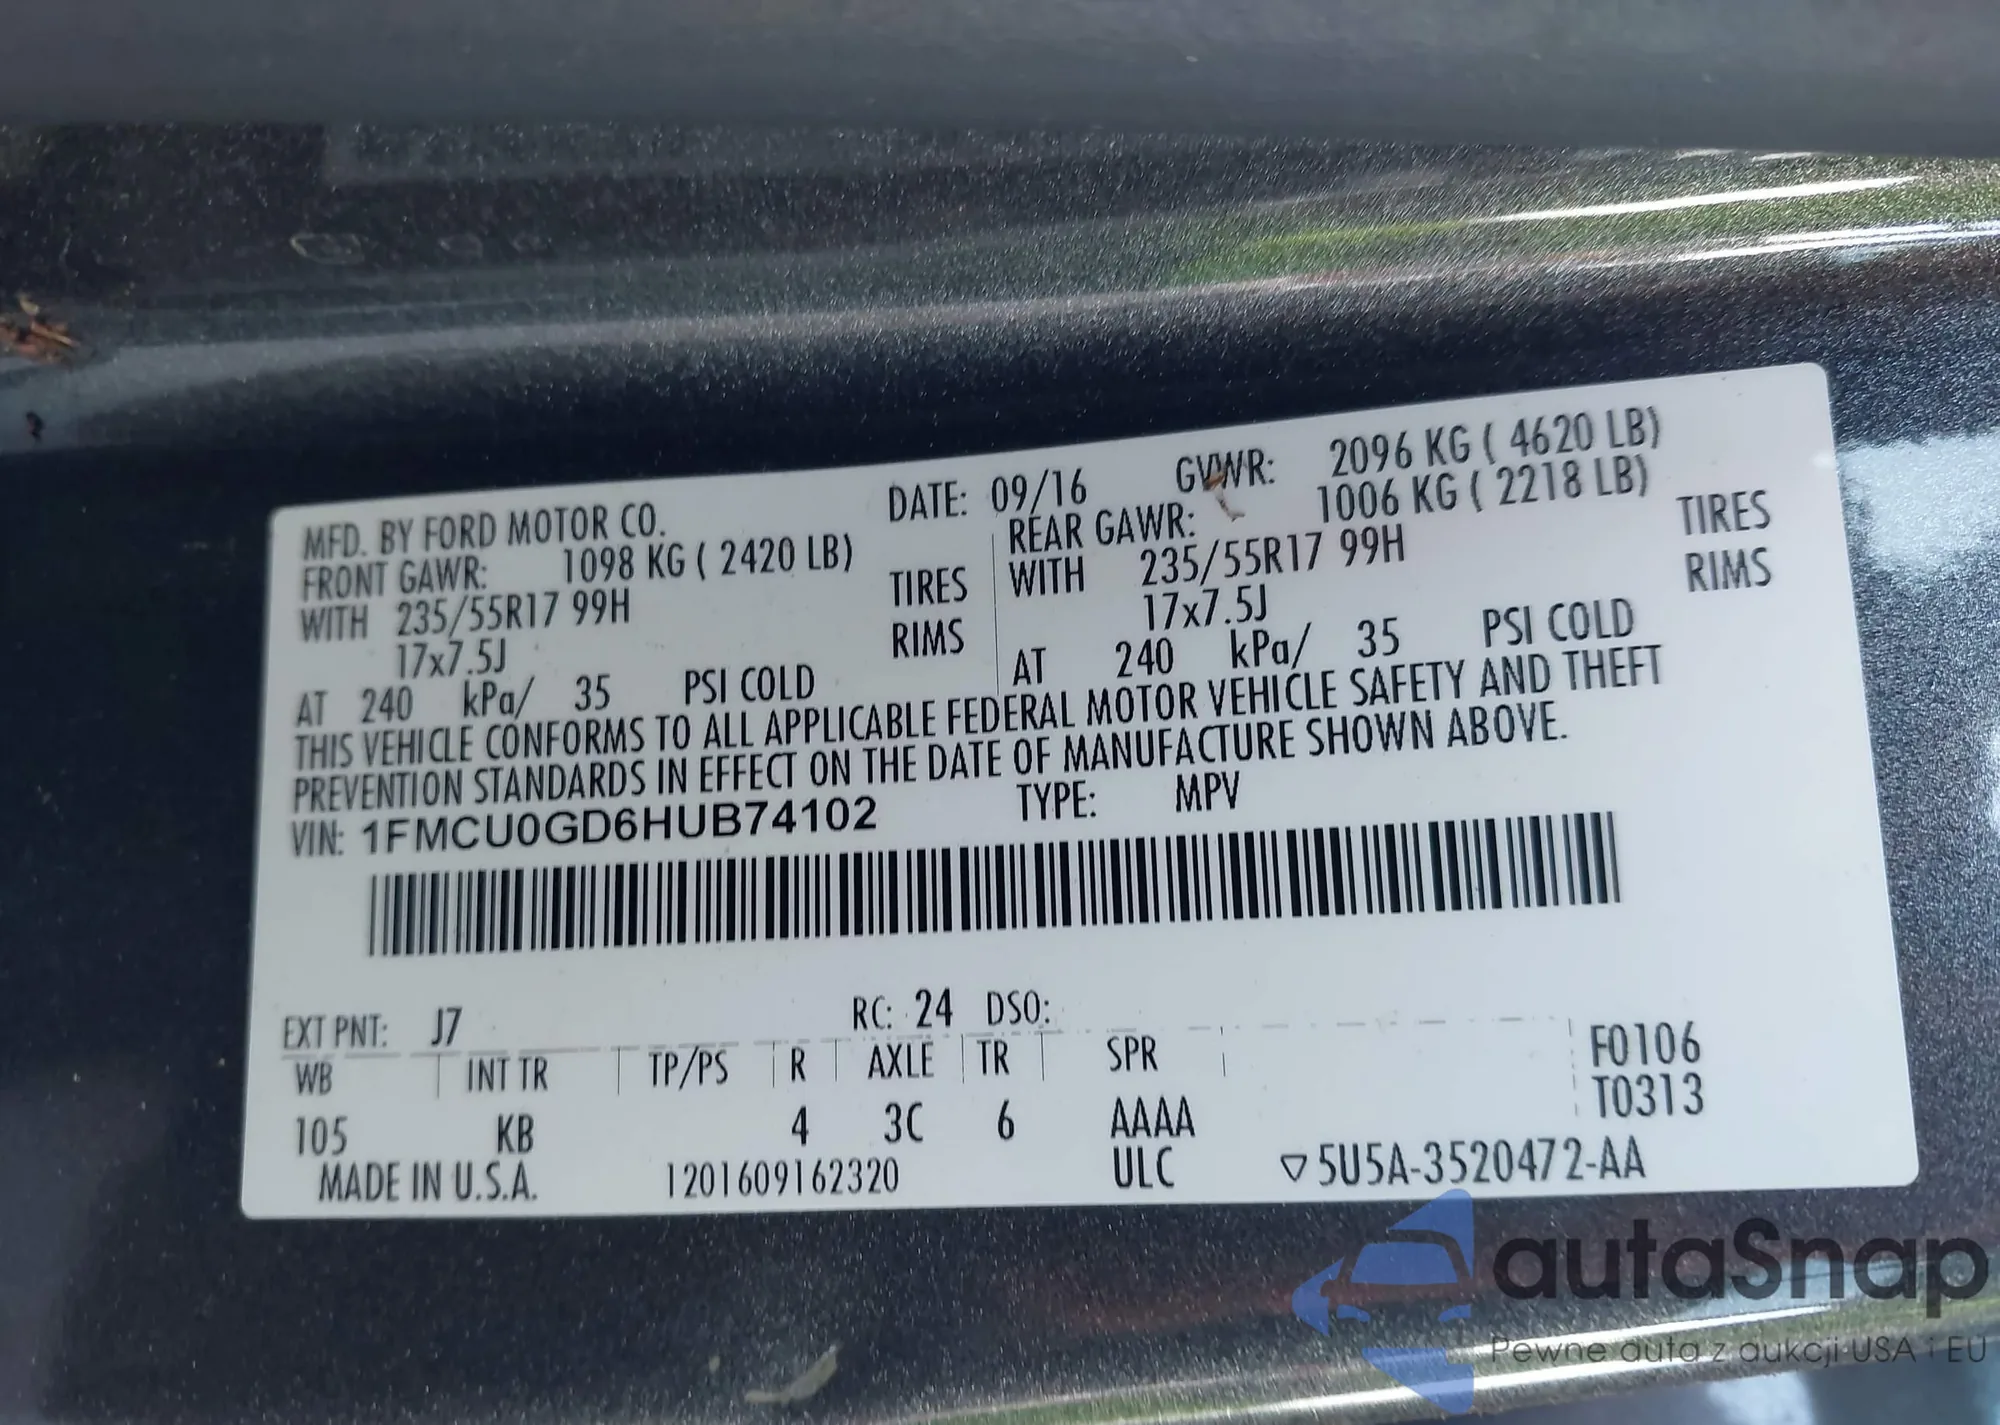 MFD. BY FORD MOTOR CO. DATE: 09/16 GVWR: 2096 KG ( 4620 LB)
FRONT GAWR: 1098 KG ( 2420 LB) REAR GAWR: 1006 KG ( 2218 LB)
WITH 235/55R17 99H TIRES WITH 235/55R17 99H TIRES
17x7.5J RIMS 17x7.5J RIMS
AT 240 kPa/ 35 PSI COLD AT 240 kPa/ 35 PSI COLD
THIS VEHICLE CONFORMS TO ALL APPLICABLE FEDERAL MOTOR VEHICLE SAFETY AND THEFT
PREVENTION STANDARDS IN EFFECT ON THE DATE OF MANUFACTURE SHOWN ABOVE.
VIN: 1FMCU0GD6HUB74102 TYPE: MPV
EXT PNT: J7 RC: 24 DSO:
WB INT TR TP/PS R AXLE TR SPR F0106
T0313
105 KB 4 3C 6 AAAA
MADE IN U.S.A. 1201609162320 ULC ▽5U5A-3520472-AA
autaSnap
Pewne auta z aukcji USA i EU